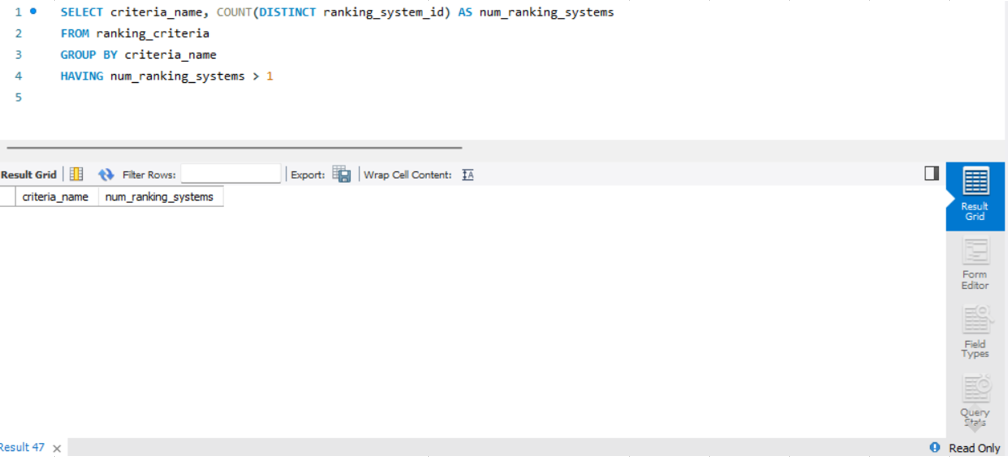 1 SELECT criteria_name, COUNT(DISTINCT ranking_system_id) AS num_ranking_systems
2 FROM ranking_criteria
3 GROUP BY criteria_name
4 HAVING num_ranking_systems > 1
5
Result Grid Filter Rows: Export: Wrap Cell Content: IA
criteria_name num_ranking_systems
Result
Grid
Form
Editor
Field
Types
Query
Stats
Result 47 × Read Only